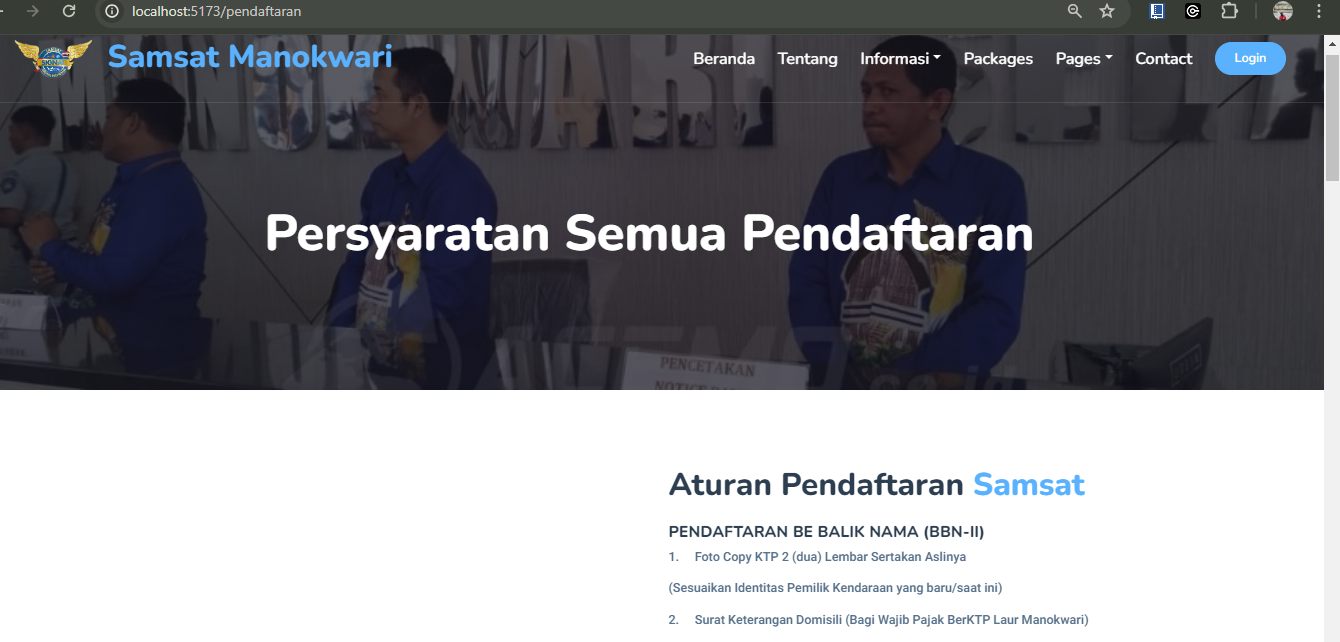 localhost:5173/pendaftaran
Samsat Manokwari
Beranda Tentang Informasi Packages Pages Contact Login
Persyaratan Semua Pendaftaran
PENCETAKAN
Aturan Pendaftaran Samsat
PENDAFTARAN BE BALIK NAMA (BBN-II)
1. Foto Copy KTP 2 (dua) Lembar Sertakan Aslinya
(Sesuaikan Identitas Pemilik Kendaraan yang baru/saat ini)
2. Surat Keterangan Domisili (Bagi Wajib Pajak BerKTP Laur Manokwari)